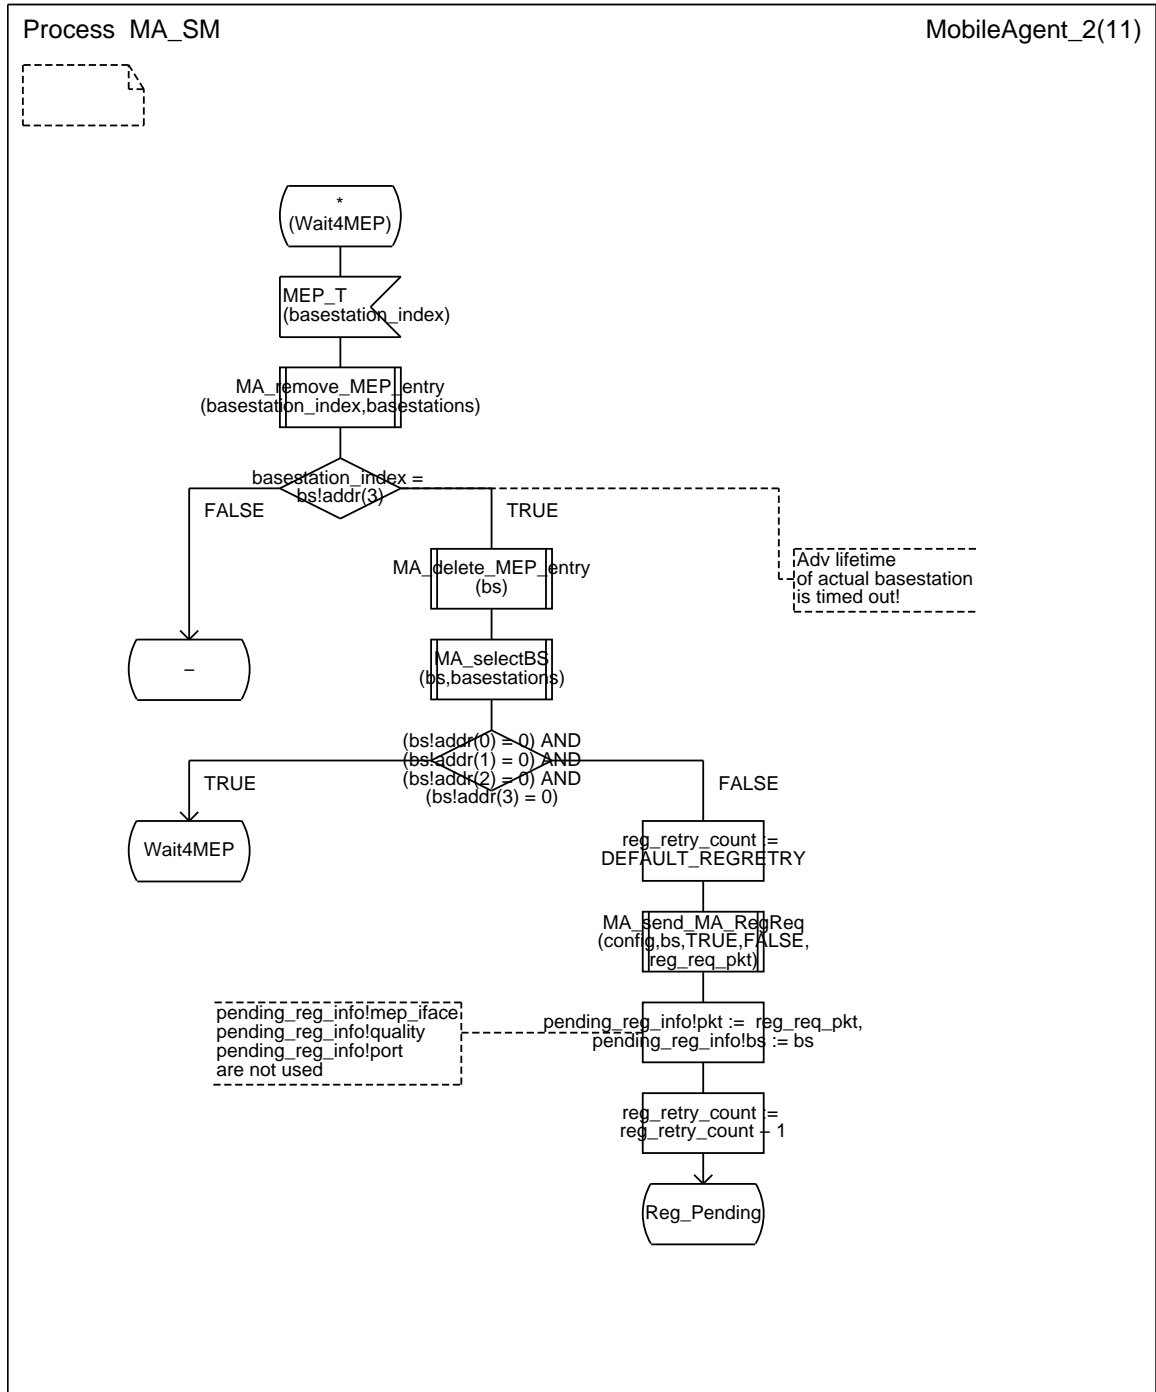 Process MA_SM
MobileAgent_2(11)
*
(Wait4MEP)
MEP_T
(basestation_index)
MA_remove_MEP_entry
(basestation_index,basestations)
basestation_index =
bs!addr(3)
FALSE
TRUE
Adv lifetime
of actual basestation
is timed out!
MA_delete_MEP_entry
(bs)
–
MA_selectBS
(bs,basestations)
(bs!addr(0) = 0) AND
(bs!addr(1) = 0) AND
(bs!addr(2) = 0) AND
(bs!addr(3) = 0)
TRUE
FALSE
Wait4MEP
reg_retry_count :=
DEFAULT_REGRETRY
MA_send_MA_RegReq
(config,bs,TRUE,FALSE,
reg_req_pkt)
pending_reg_info!mep_iface
pending_reg_info!quality
pending_reg_info!port
are not used
pending_reg_info!pkt := reg_req_pkt,
pending_reg_info!bs := bs
reg_retry_count :=
reg_retry_count – 1
Reg_Pending